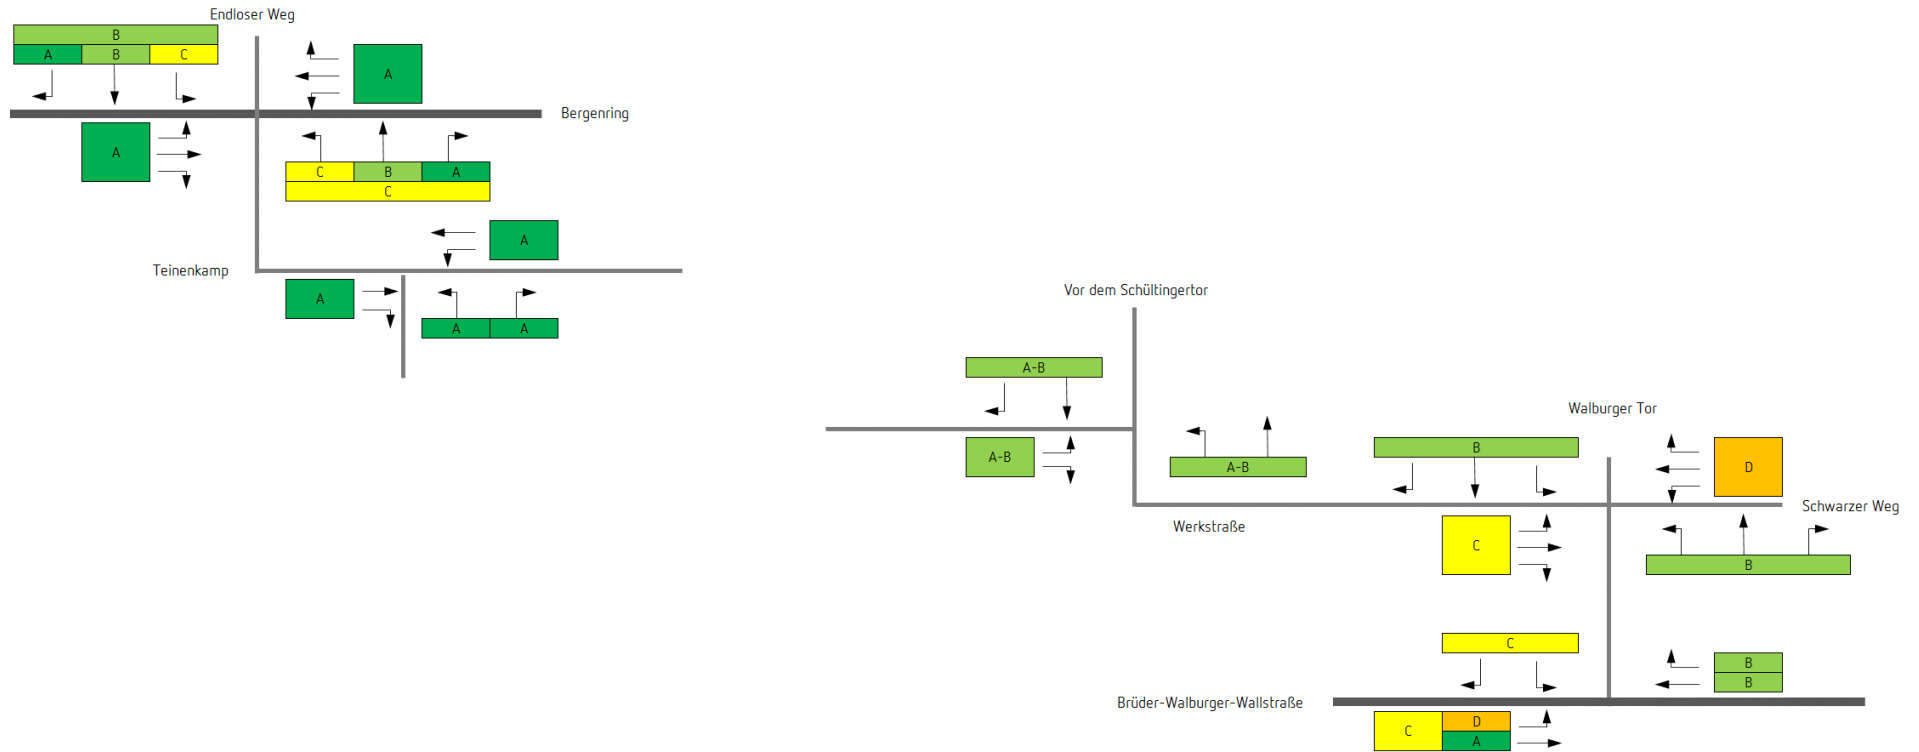 Endloser Weg
B
A B C
A
Bergenring
A
C B A
C
A
Teinenkamp
A
A A
Vor dem Schültingertor
A-B
A-B
A-B
Walburger Tor
B
D
Schwarzer Weg
Werkstraße
C
B
C
B
B
Brüder-Walburger-Wallstraße
C
D
A